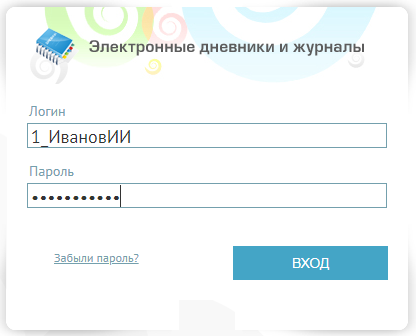 Электронные дневники и журналы
Логин
1_ИвановИИ
Пароль
•••••••••••
Забыли пароль?
ВХОД